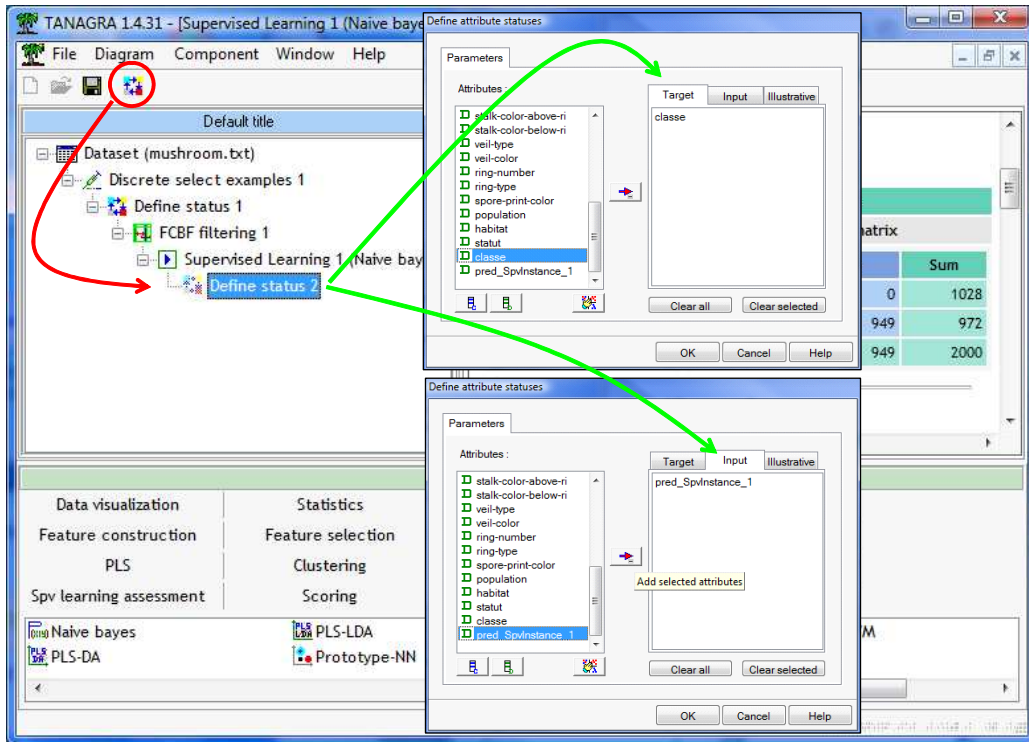 TANAGRA 1.4.31 - [Supervised Learning 1 (Naive baye
File Diagram Component Window Help
Default title
Dataset (mushroom.txt)
Discrete select examples 1
Define status 1
FCBF filtering 1
Supervised Learning 1 (Naive bay
Define status 2
Define attribute statuses
Parameters
Attributes :
Target Input Illustrative
stalk-color-above-ri
stalk-color-below-ri
veil-type
veil-color
ring-number
ring-type
spore-print-color
population
habitat
statut
classe
pred_SpvInstance_1
classe
Clear all Clear selected
OK Cancel Help
atrix
Sum
0 1028
949 972
949 2000
Define attribute statuses
Parameters
Attributes :
Target Input Illustrative
stalk-color-above-ri
stalk-color-below-ri
veil-type
veil-color
ring-number
ring-type
spore-print-color
population
habitat
statut
classe
pred_SpvInstance_1
pred_SpvInstance_1
Add selected attributes
Clear all Clear selected
OK Cancel Help
Data visualization Statistics
Feature construction Feature selection
PLS Clustering
Spv learning assessment Scoring
Naive bayes PLS-LDA
PLS-DA Prototype-NN